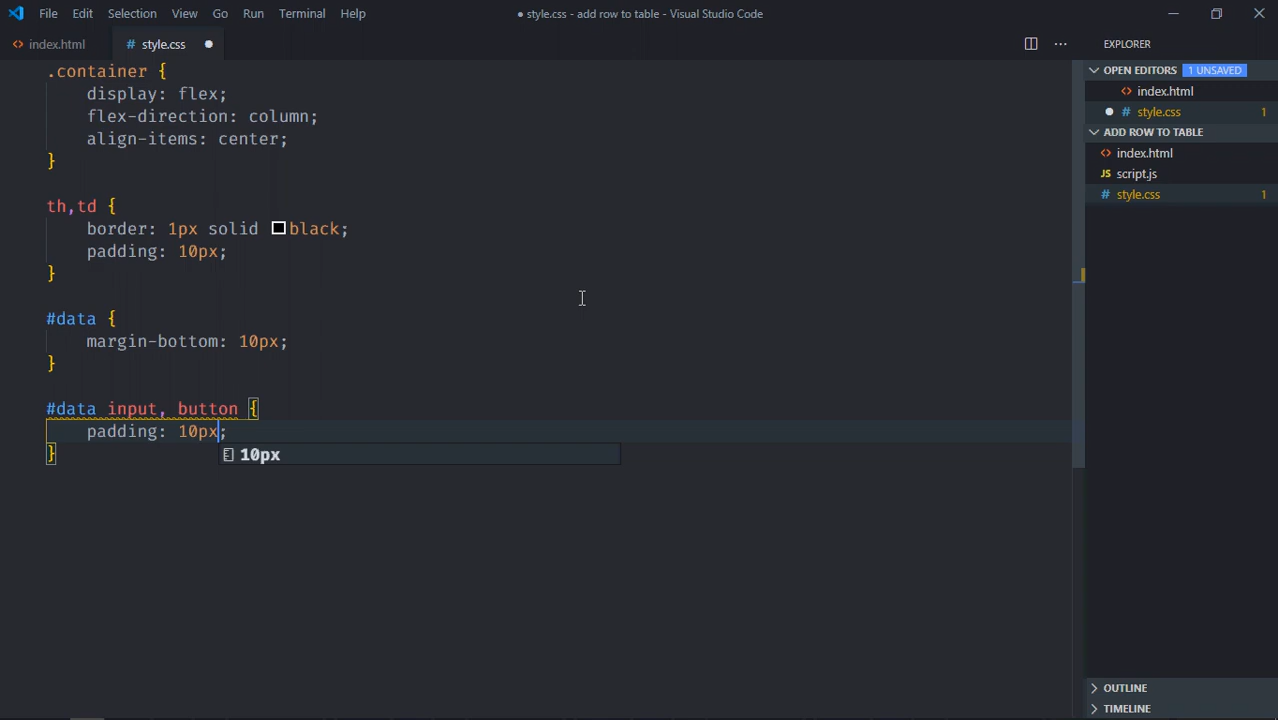 File Edit Selection View Go Run Terminal Help
● style.css - add row to table - Visual Studio Code
<> index.html
# style.css ●
EXPLORER
OPEN EDITORS 1 UNSAVED
<> index.html
● # style.css 1
ADD ROW TO TABLE
<> index.html
JS script.js
# style.css 1
.container {
display: flex;
flex-direction: column;
align-items: center;
}
th,td {
border: 1px solid black;
padding: 10px;
}
#data {
margin-bottom: 10px;
}
#data input, button {
padding: 10px;
}
10px
OUTLINE
TIMELINE